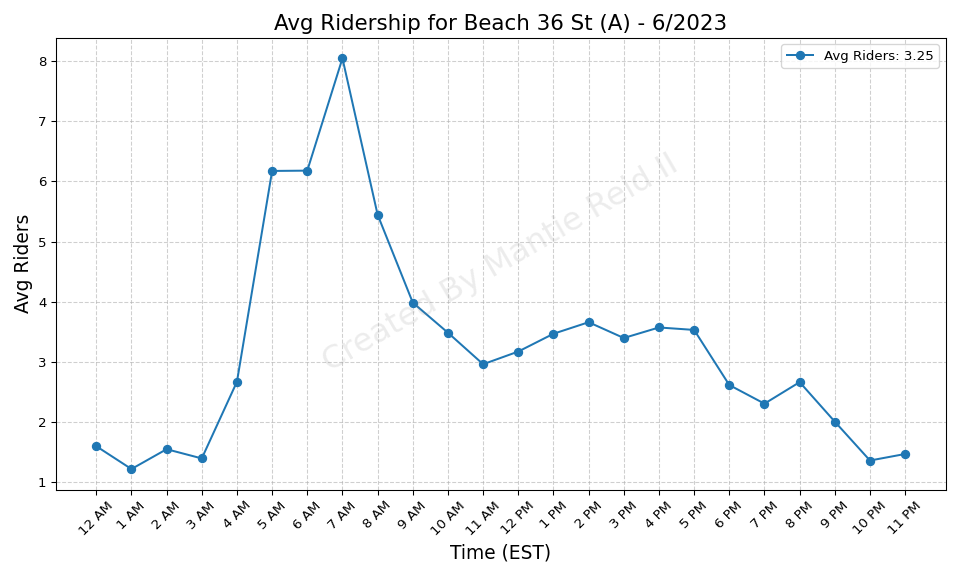 Avg Ridership for Beach 36 St (A) - 6/2023
Avg Riders: 3.25
8
7
6
5
4
3
2
1
Avg Riders
Created By Mantie Reid II
12 AM 1 AM 2 AM 3 AM 4 AM 5 AM 6 AM 7 AM 8 AM 9 AM 10 AM 11 AM 12 PM 1 PM 2 PM 3 PM 4 PM 5 PM 6 PM 7 PM 8 PM 9 PM 10 PM 11 PM
Time (EST)